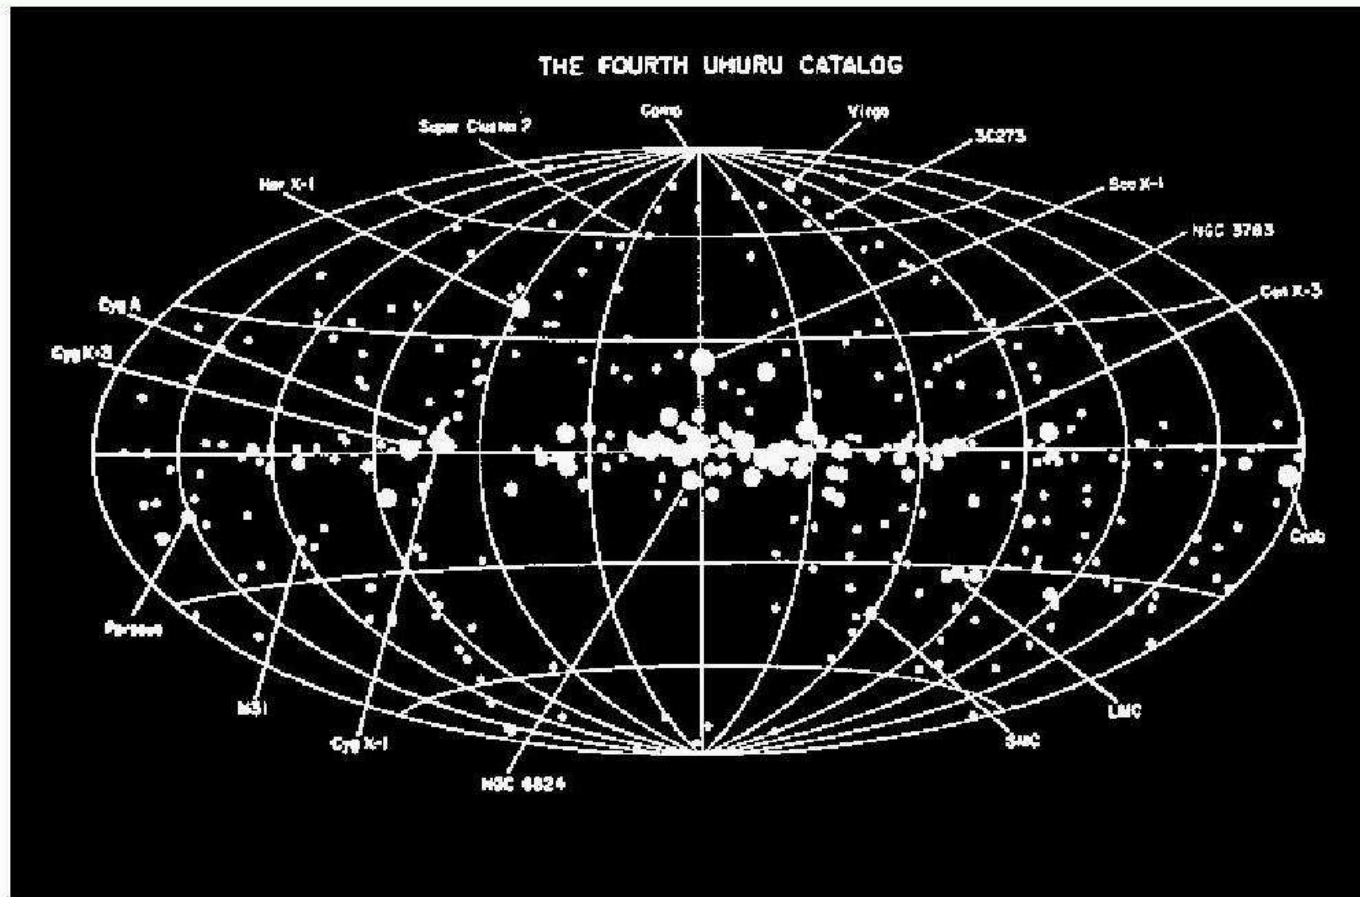 THE FOURTH UHURU CATALOG
Coma
Virgo
Super Cluster ?
3C273
Her X-1
Sco X-1
NGC 3783
Cyg A
Cen X-3
Cyg X-3
Crab
Perseus
M31
LMC
Cyg X-1
SMC
NGC 6624